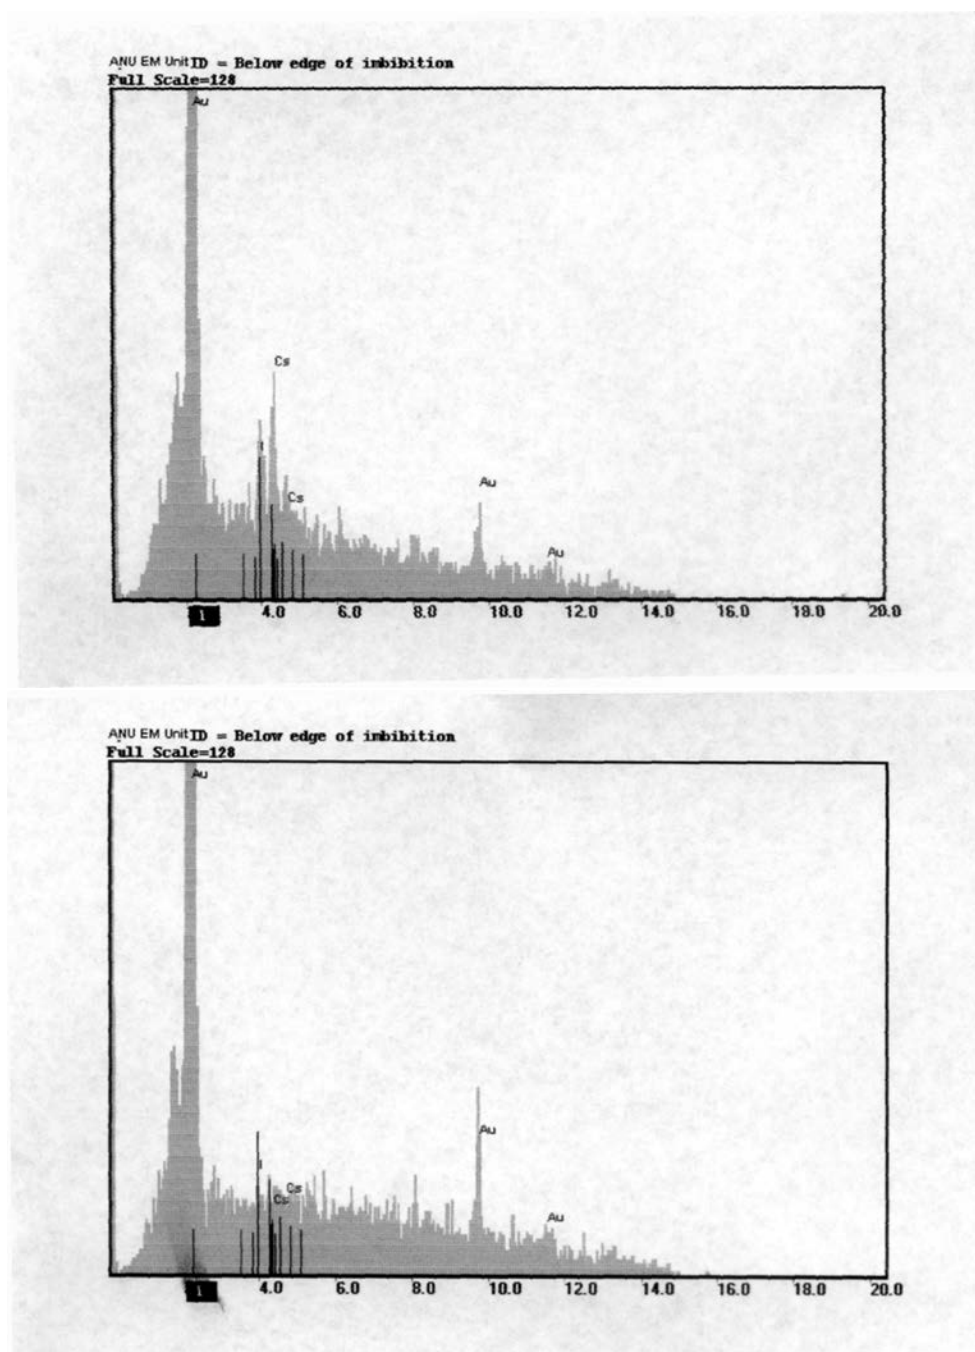 ANU EM Unit ID = Below edge of imbibition
Full Scale=128
Au
Cs
I
Cs
Au
Au
1 4.0 6.0 8.0 10.0 12.0 14.0 16.0 18.0 20.0
ANU EM Unit ID = Below edge of imbibition
Full Scale=128
Au
Au
I
Cs
Cs
Au
1 4.0 6.0 8.0 10.0 12.0 14.0 16.0 18.0 20.0